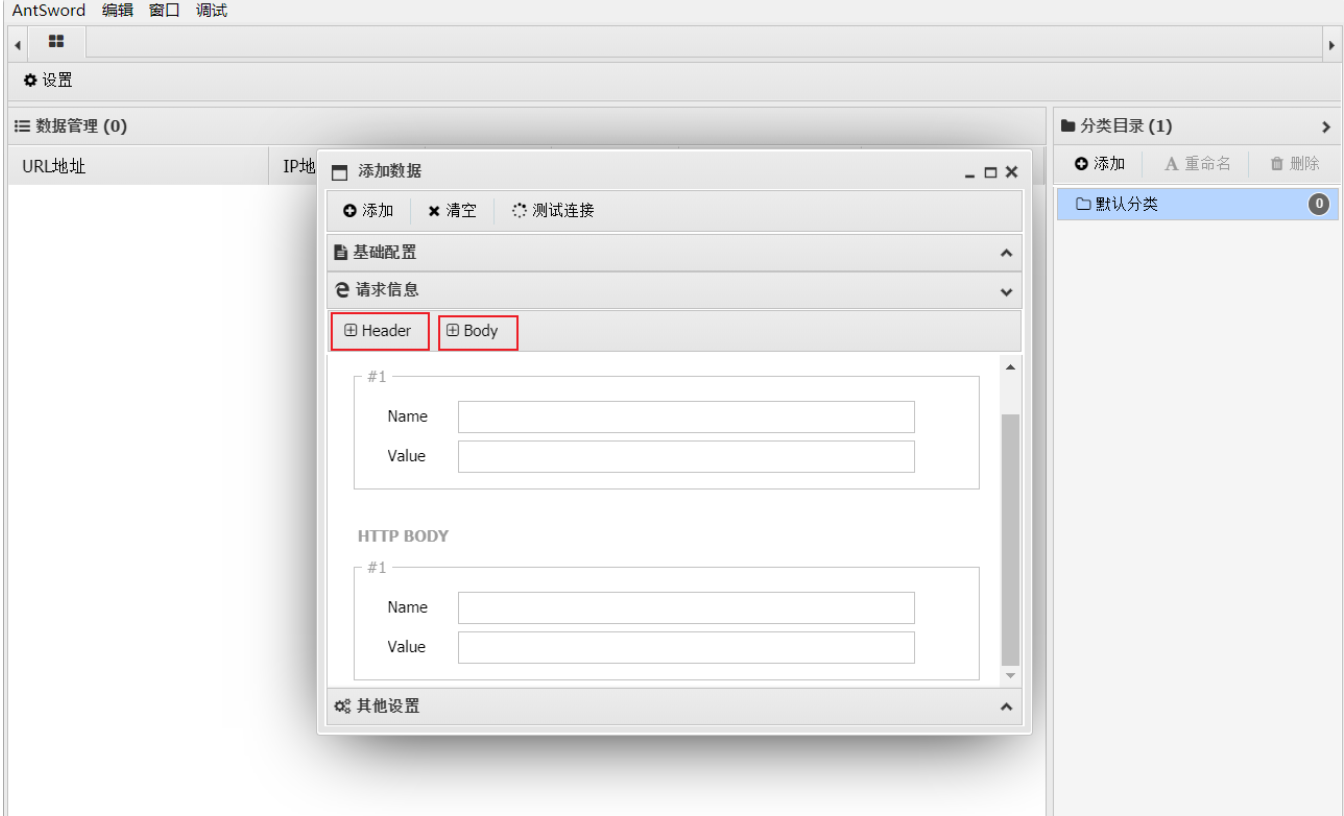 AntSword 编辑 窗口 调试
设置
数据管理 (0)
URL地址 IP地
分类目录 (1)
添加 重命名 删除
默认分类 0
添加数据
添加 清空 测试连接
基础配置
请求信息
Header Body
#1
Name
Value
HTTP BODY
#1
Name
Value
其他设置